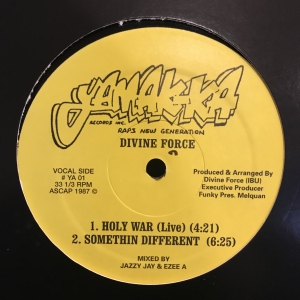 YAMAK-KA
RECORDS INC.
RAPS NEW GENERATION
DIVINE FORCE
VOCAL SIDE
# YA 01
33 1/3 RPM
ASCAP 1987 ©
Produced & Arranged By
Divine Force (IBU)
Executive Producer
Funky Pres. Melquan
1. HOLY WAR (Live) (4:21)
2. SOMETHIN DIFFERENT (6:25)
MIXED BY
JAZZY JAY & EZEE A